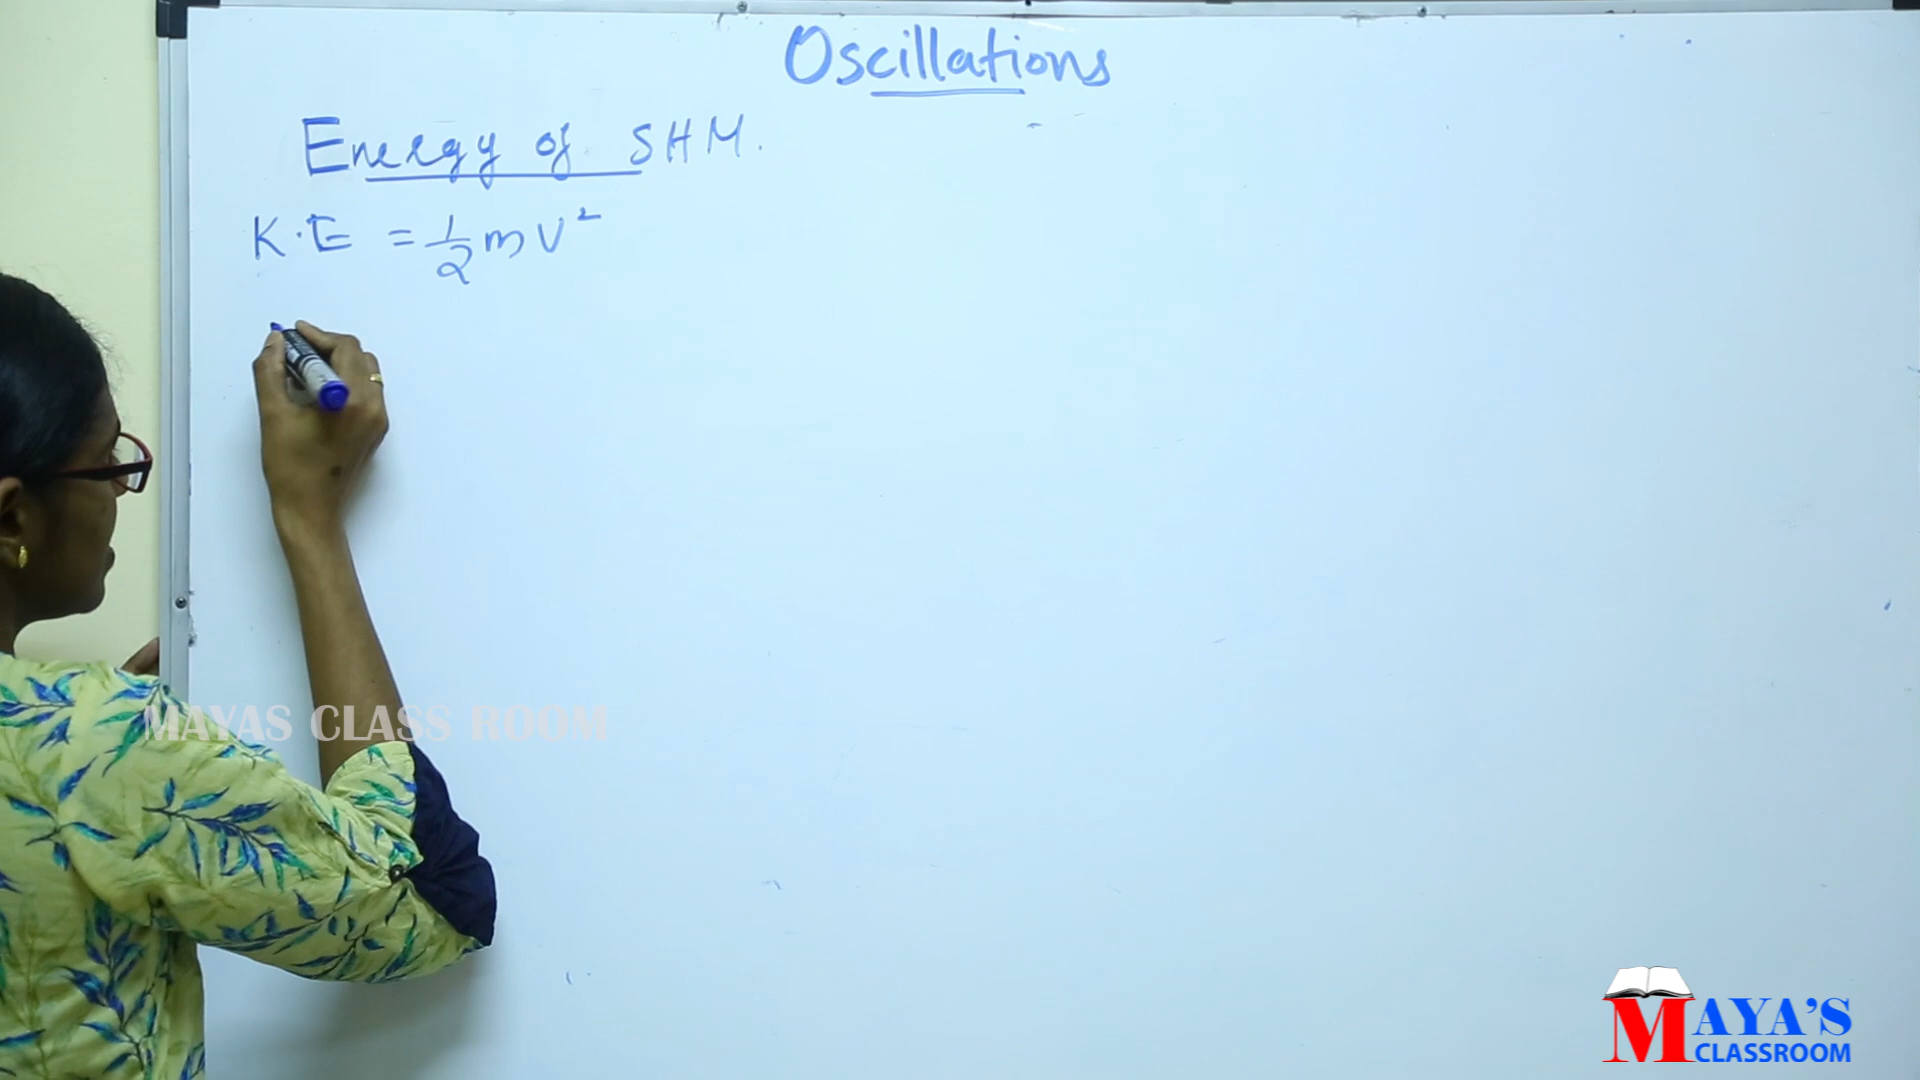 Oscillations
Energy of SHM.
K.E = 1/2 mv²
MAYAS CLASS ROOM
MAYA'S
CLASSROOM